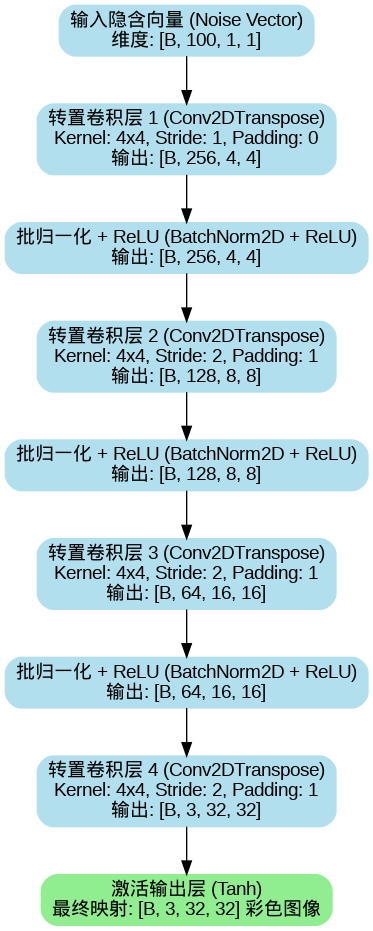 输入隐含向量 (Noise Vector)
维度: [B, 100, 1, 1]
转置卷积层 1 (Conv2DTranspose)
Kernel: 4x4, Stride: 1, Padding: 0
输出: [B, 256, 4, 4]
批归一化 + ReLU (BatchNorm2D + ReLU)
输出: [B, 256, 4, 4]
转置卷积层 2 (Conv2DTranspose)
Kernel: 4x4, Stride: 2, Padding: 1
输出: [B, 128, 8, 8]
批归一化 + ReLU (BatchNorm2D + ReLU)
输出: [B, 128, 8, 8]
转置卷积层 3 (Conv2DTranspose)
Kernel: 4x4, Stride: 2, Padding: 1
输出: [B, 64, 16, 16]
批归一化 + ReLU (BatchNorm2D + ReLU)
输出: [B, 64, 16, 16]
转置卷积层 4 (Conv2DTranspose)
Kernel: 4x4, Stride: 2, Padding: 1
输出: [B, 3, 32, 32]
激活输出层 (Tanh)
最终映射: [B, 3, 32, 32] 彩色图像